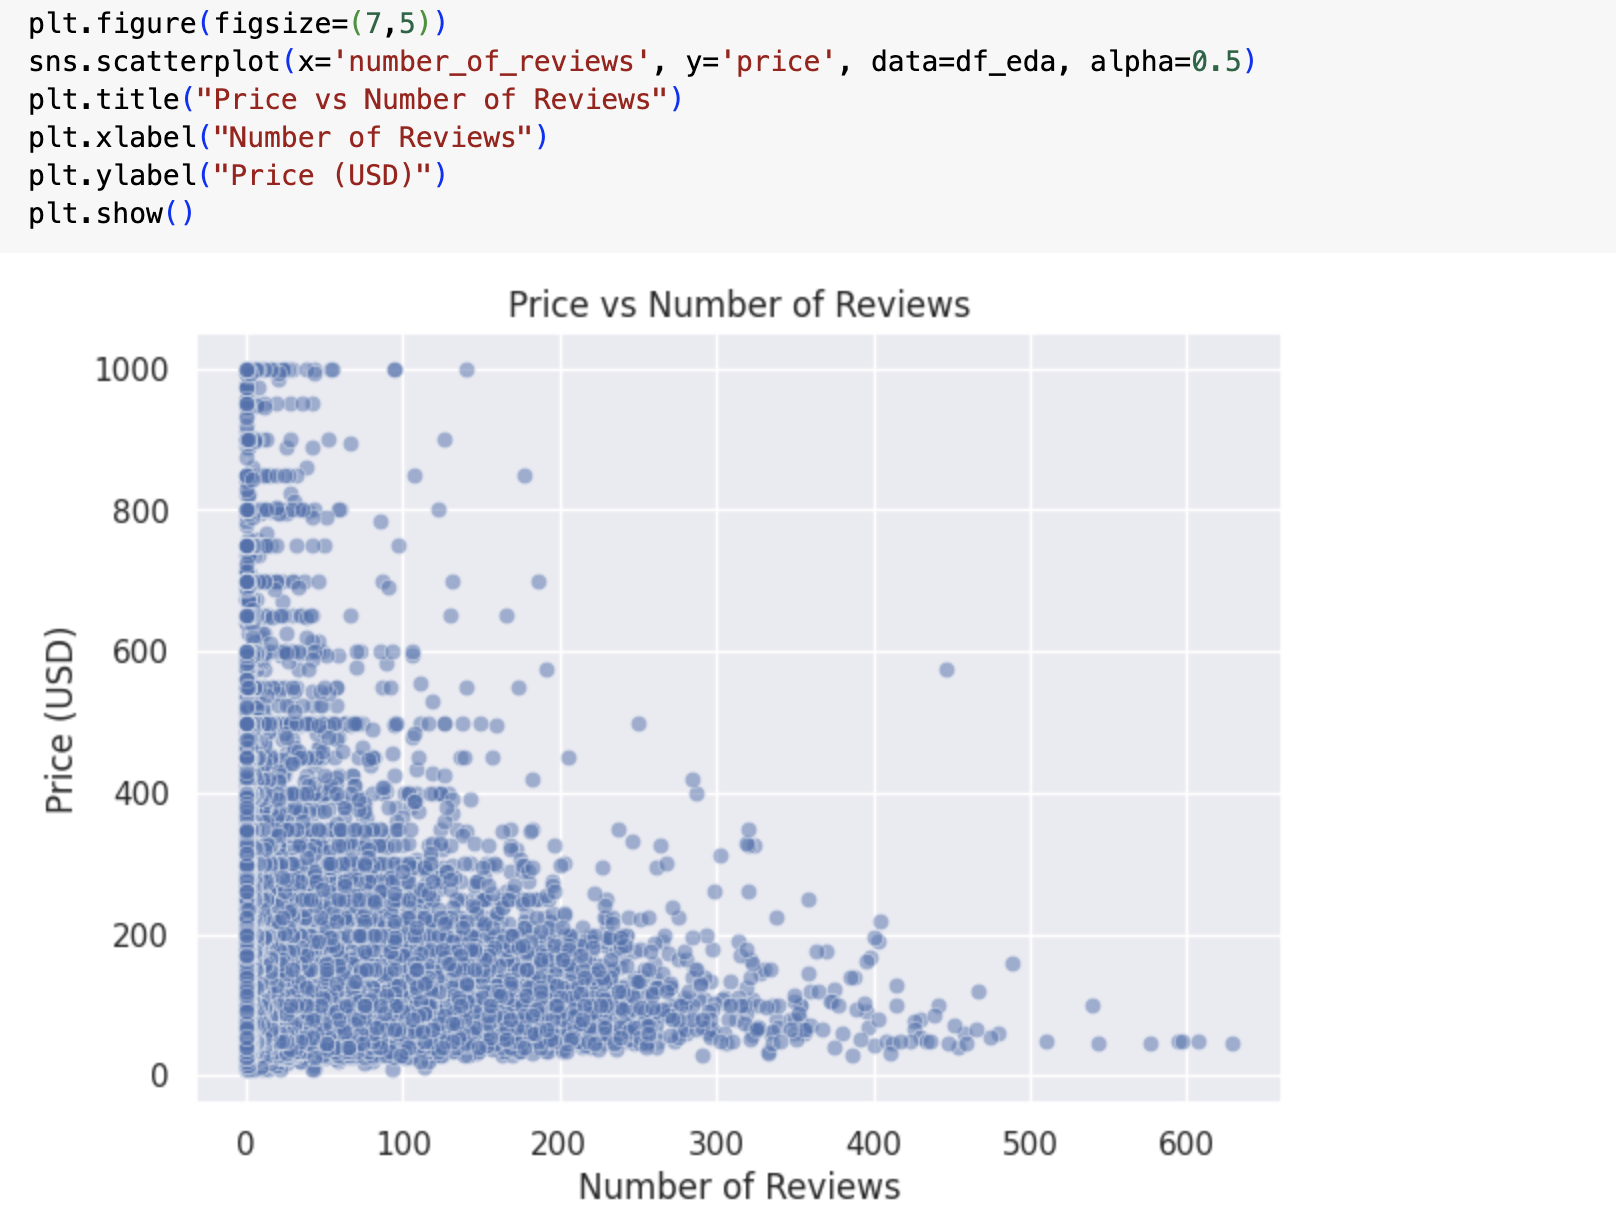 plt.figure(figsize=(7,5))
sns.scatterplot(x='number_of_reviews', y='price', data=df_eda, alpha=0.5)
plt.title("Price vs Number of Reviews")
plt.xlabel("Number of Reviews")
plt.ylabel("Price (USD)")
plt.show()
Price vs Number of Reviews
1000
800
600
400
200
0
Price (USD)
0 100 200 300 400 500 600
Number of Reviews